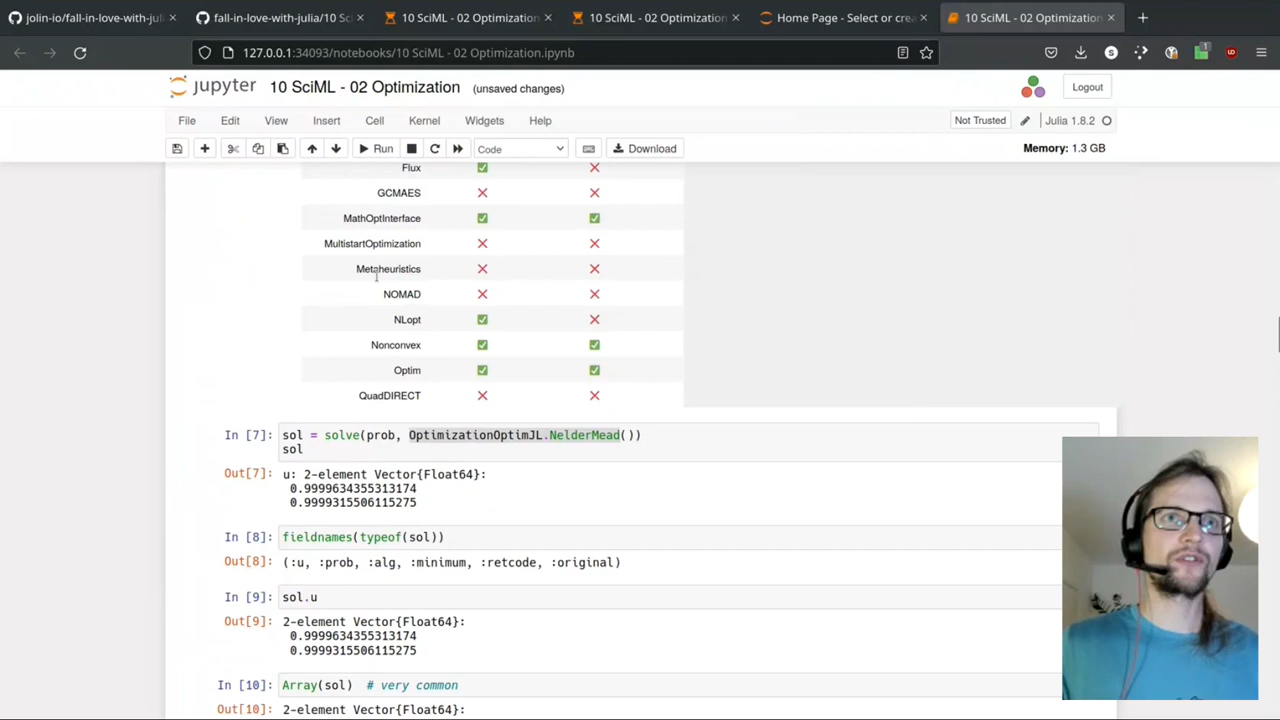 jolin-io/fall-in-love-with-juli
fall-in-love-with-julia/10 Sci
10 SciML - 02 Optimization
10 SciML - 02 Optimization
Home Page - Select or crea
10 SciML - 02 Optimization
127.0.0.1:34093/notebooks/10 SciML - 02 Optimization.ipynb
jupyter 10 SciML - 02 Optimization (unsaved changes)
Logout
File Edit View Insert Cell Kernel Widgets Help
Not Trusted
Julia 1.8.2
Run
Code
Download
Memory: 1.3 GB
Flux
GCMAES
MathOptInterface
MultistartOptimization
Metaheuristics
NOMAD
NLopt
Nonconvex
Optim
QuadDIRECT
In [7]: sol = solve(prob, OptimizationOptimJL.NelderMead())
sol
Out[7]: u: 2-element Vector{Float64}:
0.9999634355313174
0.9999315506115275
In [8]: fieldnames(typeof(sol))
Out[8]: (:u, :prob, :alg, :minimum, :retcode, :original)
In [9]: sol.u
Out[9]: 2-element Vector{Float64}:
0.9999634355313174
0.9999315506115275
In [10]: Array(sol) # very common
Out[10]: 2-element Vector{Float64}: